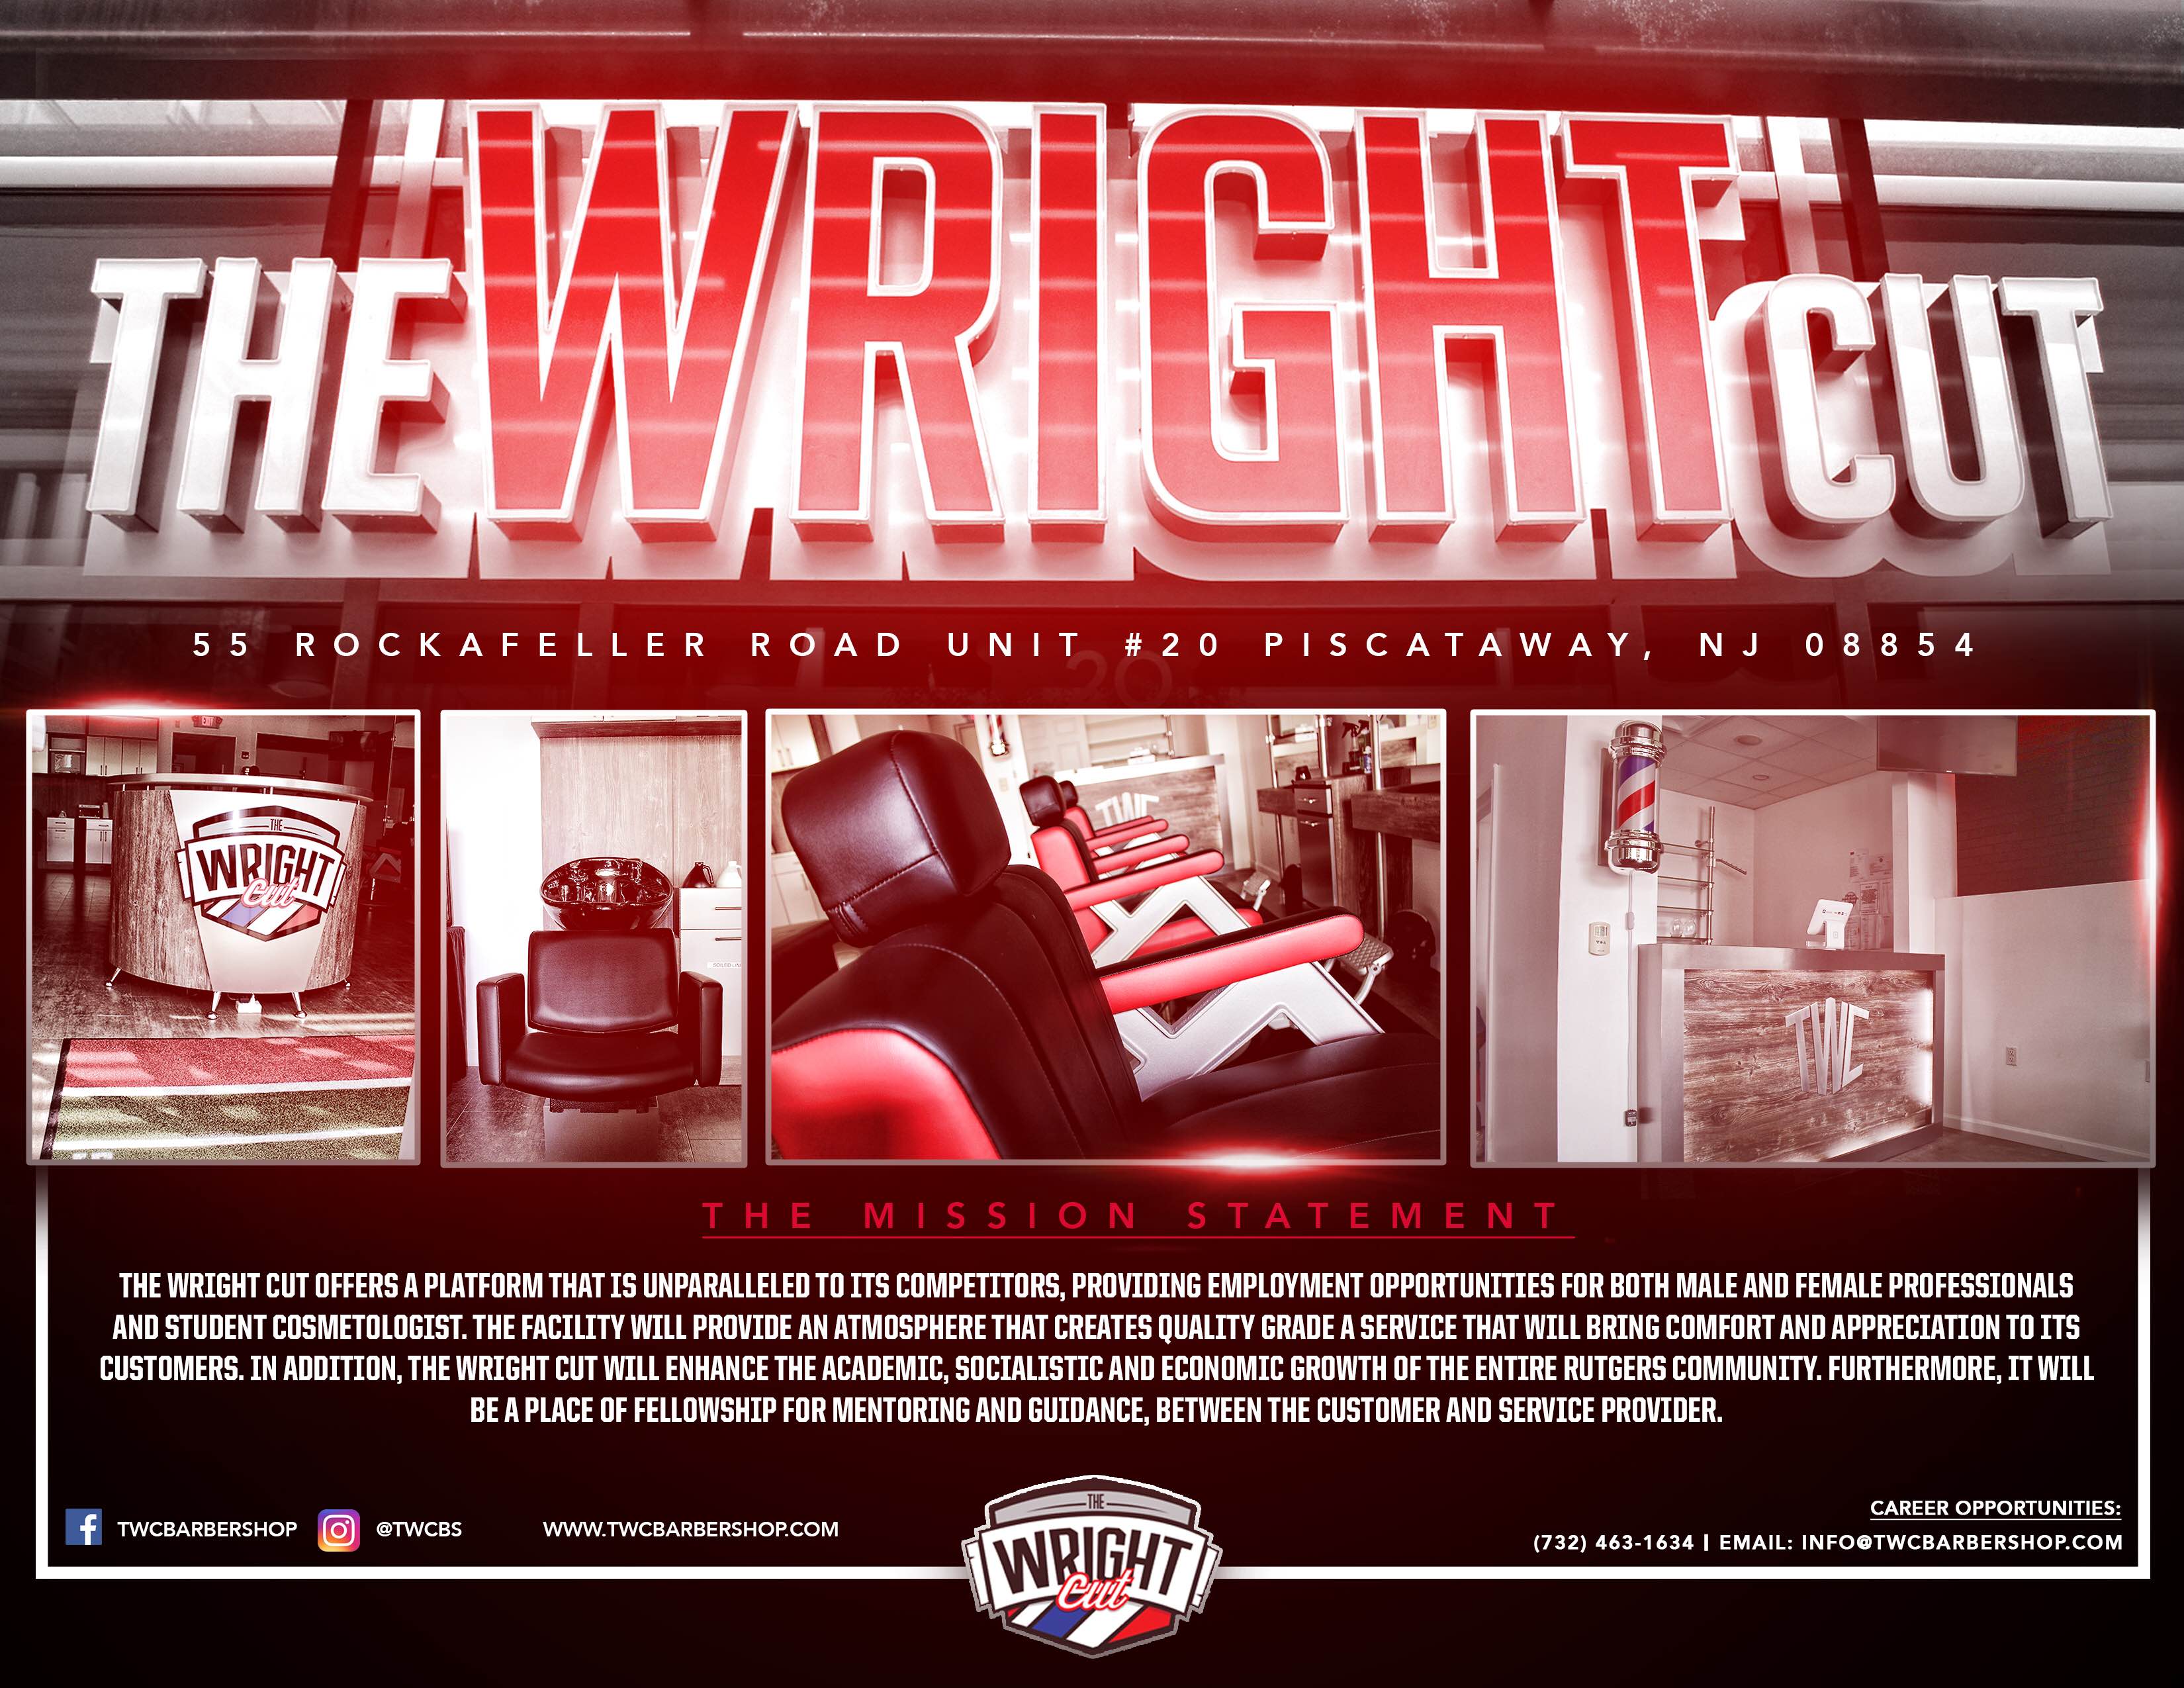 THE WRIGHT CUT
55 ROCKAFELLER ROAD UNIT #20 PISCATAWAY, NJ 08854
20
EXIT
THE
WRIGHT
Cut
TWC
TWC
THE MISSION STATEMENT
THE WRIGHT CUT OFFERS A PLATFORM THAT IS UNPARALLELED TO ITS COMPETITORS, PROVIDING EMPLOYMENT OPPORTUNITIES FOR BOTH MALE AND FEMALE PROFESSIONALS
AND STUDENT COSMETOLOGIST. THE FACILITY WILL PROVIDE AN ATMOSPHERE THAT CREATES QUALITY GRADE A SERVICE THAT WILL BRING COMFORT AND APPRECIATION TO ITS
CUSTOMERS. IN ADDITION, THE WRIGHT CUT WILL ENHANCE THE ACADEMIC, SOCIALISTIC AND ECONOMIC GROWTH OF THE ENTIRE RUTGERS COMMUNITY. FURTHERMORE, IT WILL
BE A PLACE OF FELLOWSHIP FOR MENTORING AND GUIDANCE, BETWEEN THE CUSTOMER AND SERVICE PROVIDER.
TWCBARBERSHOP @TWCBS WWW.TWCBARBERSHOP.COM
THE
WRIGHT
Cut
CAREER OPPORTUNITIES:
(732) 463-1634 | EMAIL: INFO@TWCBARBERSHOP.COM